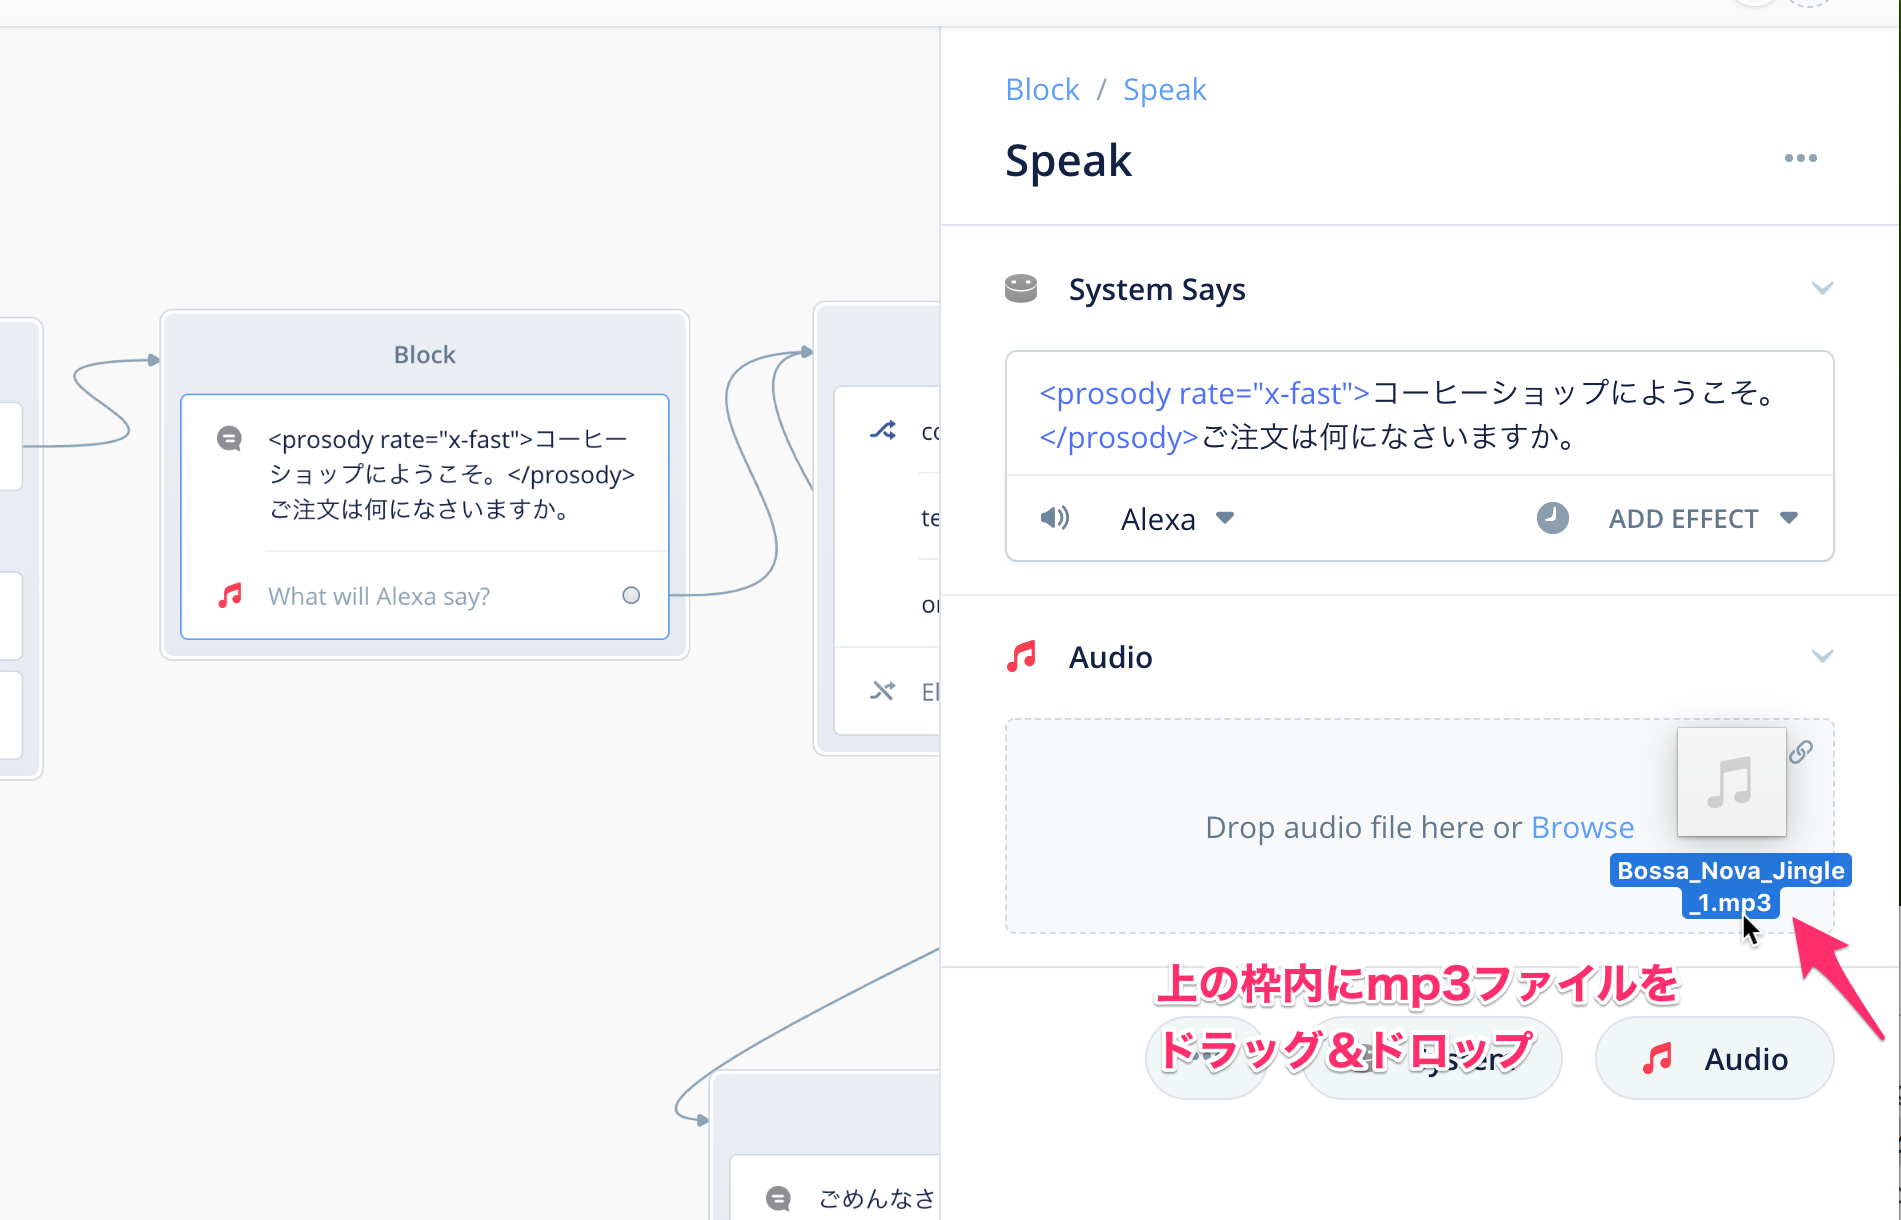 Block / Speak
Speak
System Says
<prosody rate="x-fast">コーヒーショップにようこそ。
</prosody>ご注文は何になさいますか。
Alexa
ADD EFFECT
Audio
Drop audio file here or Browse
Bossa_Nova_Jingle
_1.mp3
上の枠内にmp3ファイルを
ドラッグ&ドロップ
Audio
Block
<prosody rate="x-fast">コーヒー
ショップにようこそ。</prosody>
ご注文は何になさいますか。
What will Alexa say?
ごめんなさ